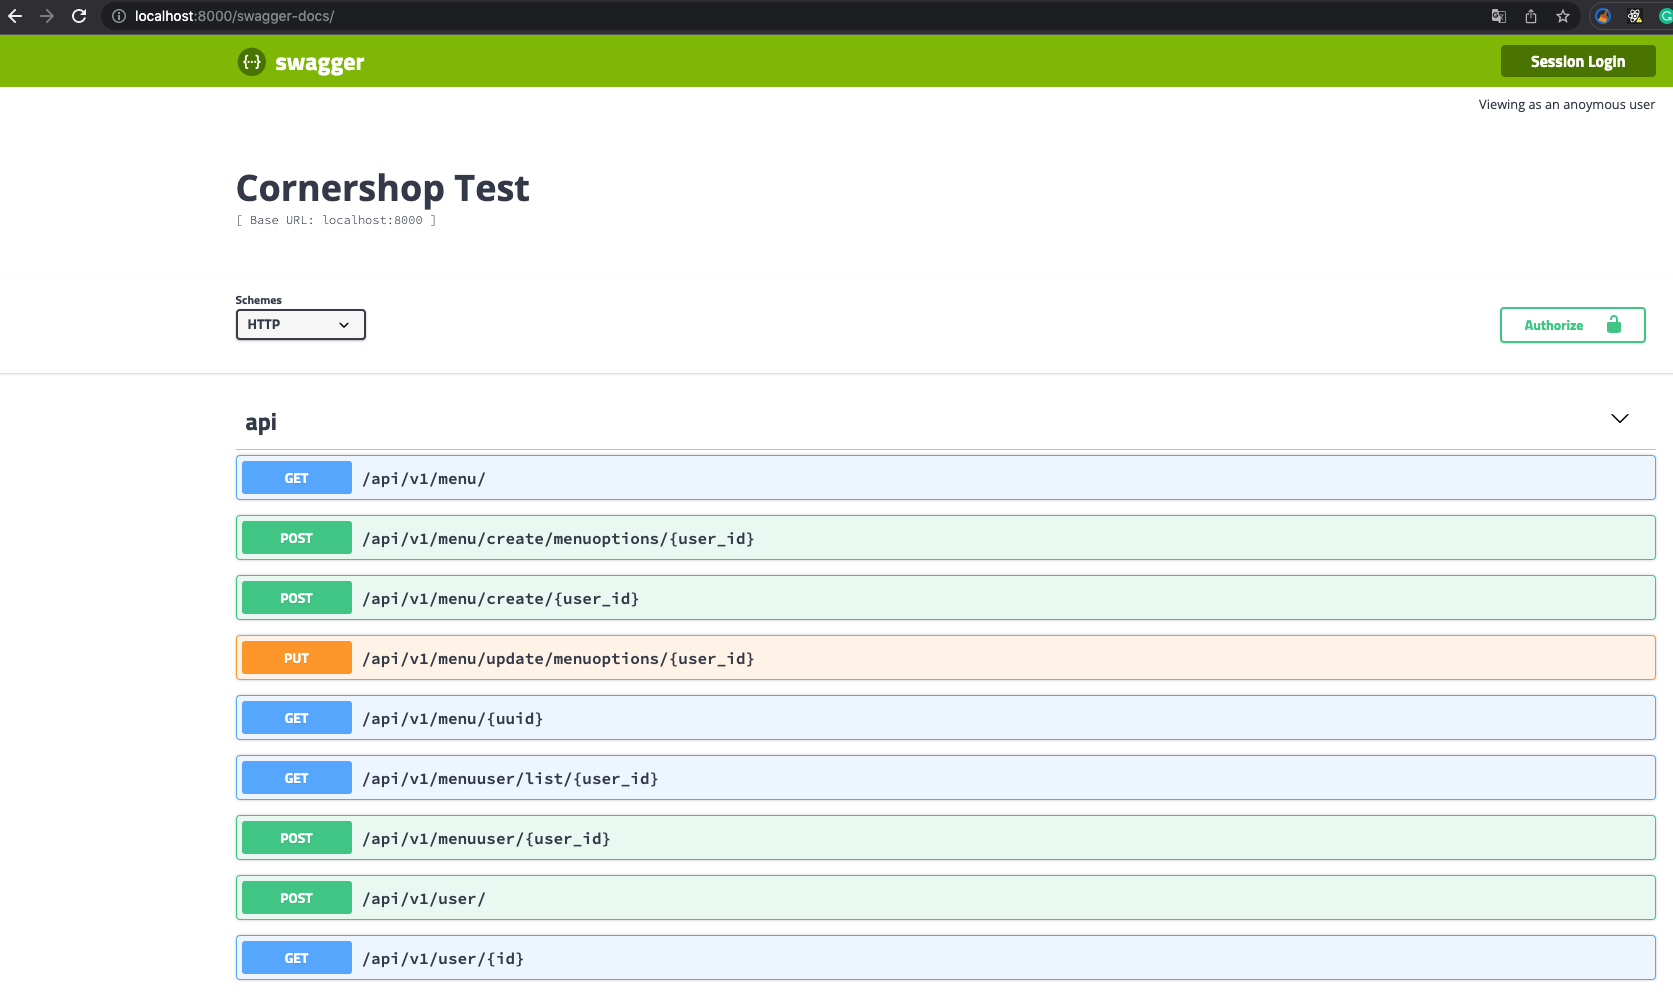 localhost:8000/swagger-docs/
{··} swagger
Session Login
Viewing as an anoymous user
Cornershop Test
[ Base URL: localhost:8000 ]
Schemes
HTTP
Authorize
api
GET /api/v1/menu/
POST /api/v1/menu/create/menuoptions/{user_id}
POST /api/v1/menu/create/{user_id}
PUT /api/v1/menu/update/menuoptions/{user_id}
GET /api/v1/menu/{uuid}
GET /api/v1/menuuser/list/{user_id}
POST /api/v1/menuuser/{user_id}
POST /api/v1/user/
GET /api/v1/user/{id}